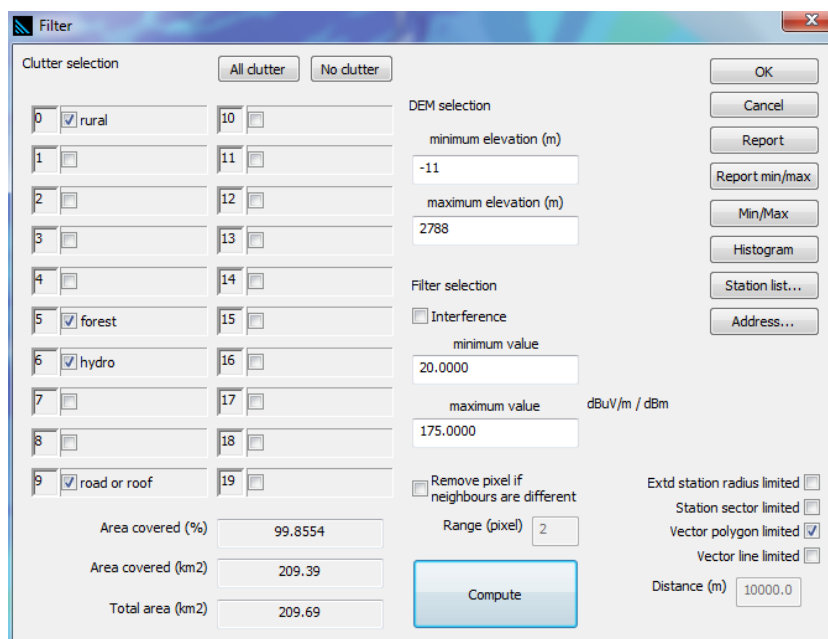 Filter
Clutter selection
All clutter No clutter
OK
0 rural 10
DEM selection
Cancel
1 11
minimum elevation (m)
Report
-11
2 12
maximum elevation (m)
Report min/max
3 13
2788
Min/Max
4 14
Histogram
Filter selection
Station list...
5 forest 15
Interference
Address...
6 hydro 16
minimum value
20.0000
7 17
maximum value dBuV/m / dBm
8 18
175.0000
9 road or roof 19
Remove pixel if
neighbours are different
Extd station radius limited
Station sector limited
Area covered (%) 99.8554
Range (pixel) 2
Vector polygon limited
Vector line limited
Area covered (km2) 209.39
Compute
Distance (m) 10000.0
Total area (km2) 209.69